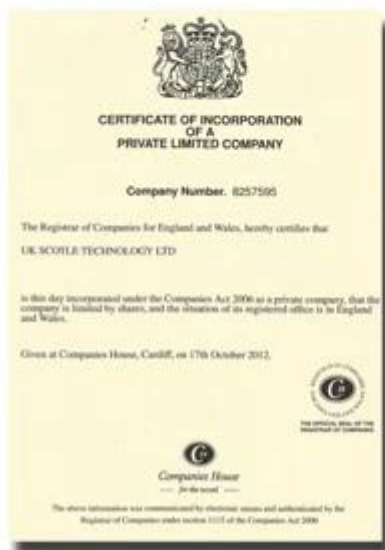 CERTIFICATE OF INCORPORATION
OF A
PRIVATE LIMITED COMPANY
Company Number. 8257595
The Registrar of Companies for England and Wales, hereby certifies that
UK SCOYLE TECHNOLOGY LTD
is this day incorporated under the Companies Act 2006 as a private company, that the
company is limited by shares, and the situation of its registered office is in England
and Wales.
Given at Companies House, Cardiff, on 17th October 2012.
THE OFFICIAL SEAL OF THE
REGISTRAR OF COMPANIES
Companies House
for the record
The above information was communicated by electronic means and authenticated by the
Registrar of Companies under section 1115 of the Companies Act 2006